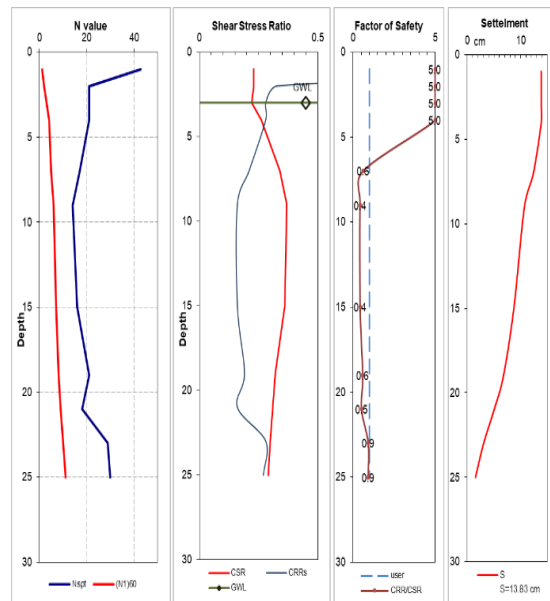 N value
0 20 40 60
0
5
10
15
20
25
30
Depth
Nspt (N1)60
Shear Stress Ratio
0 0.5
0
5
10
15
20
25
30
Depth
GWL
CSR CRRs
GWL
Factor of Safety
0 5
0
5
10
15
20
25
30
5.0
5.0
5.0
5.0
0.6
0.4
0.4
0.6
0.5
0.9
0.9
user
CRR/CSR
Settelment
0 cm 10
0
5
10
15
20
25
30
S
S=13.83 cm